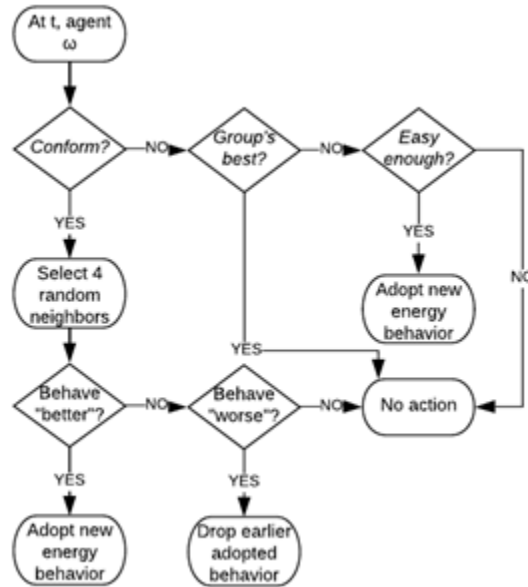 At t, agent
ω
Conform?
NO
Group's
best?
NO
Easy
enough?
YES
YES
NO
Select 4
random
neighbors
Adopt new
energy
behavior
YES
Behave
"better"?
NO
Behave
"worse"?
NO
No action
YES
YES
Adopt new
energy
behavior
Drop earlier
adopted
behavior